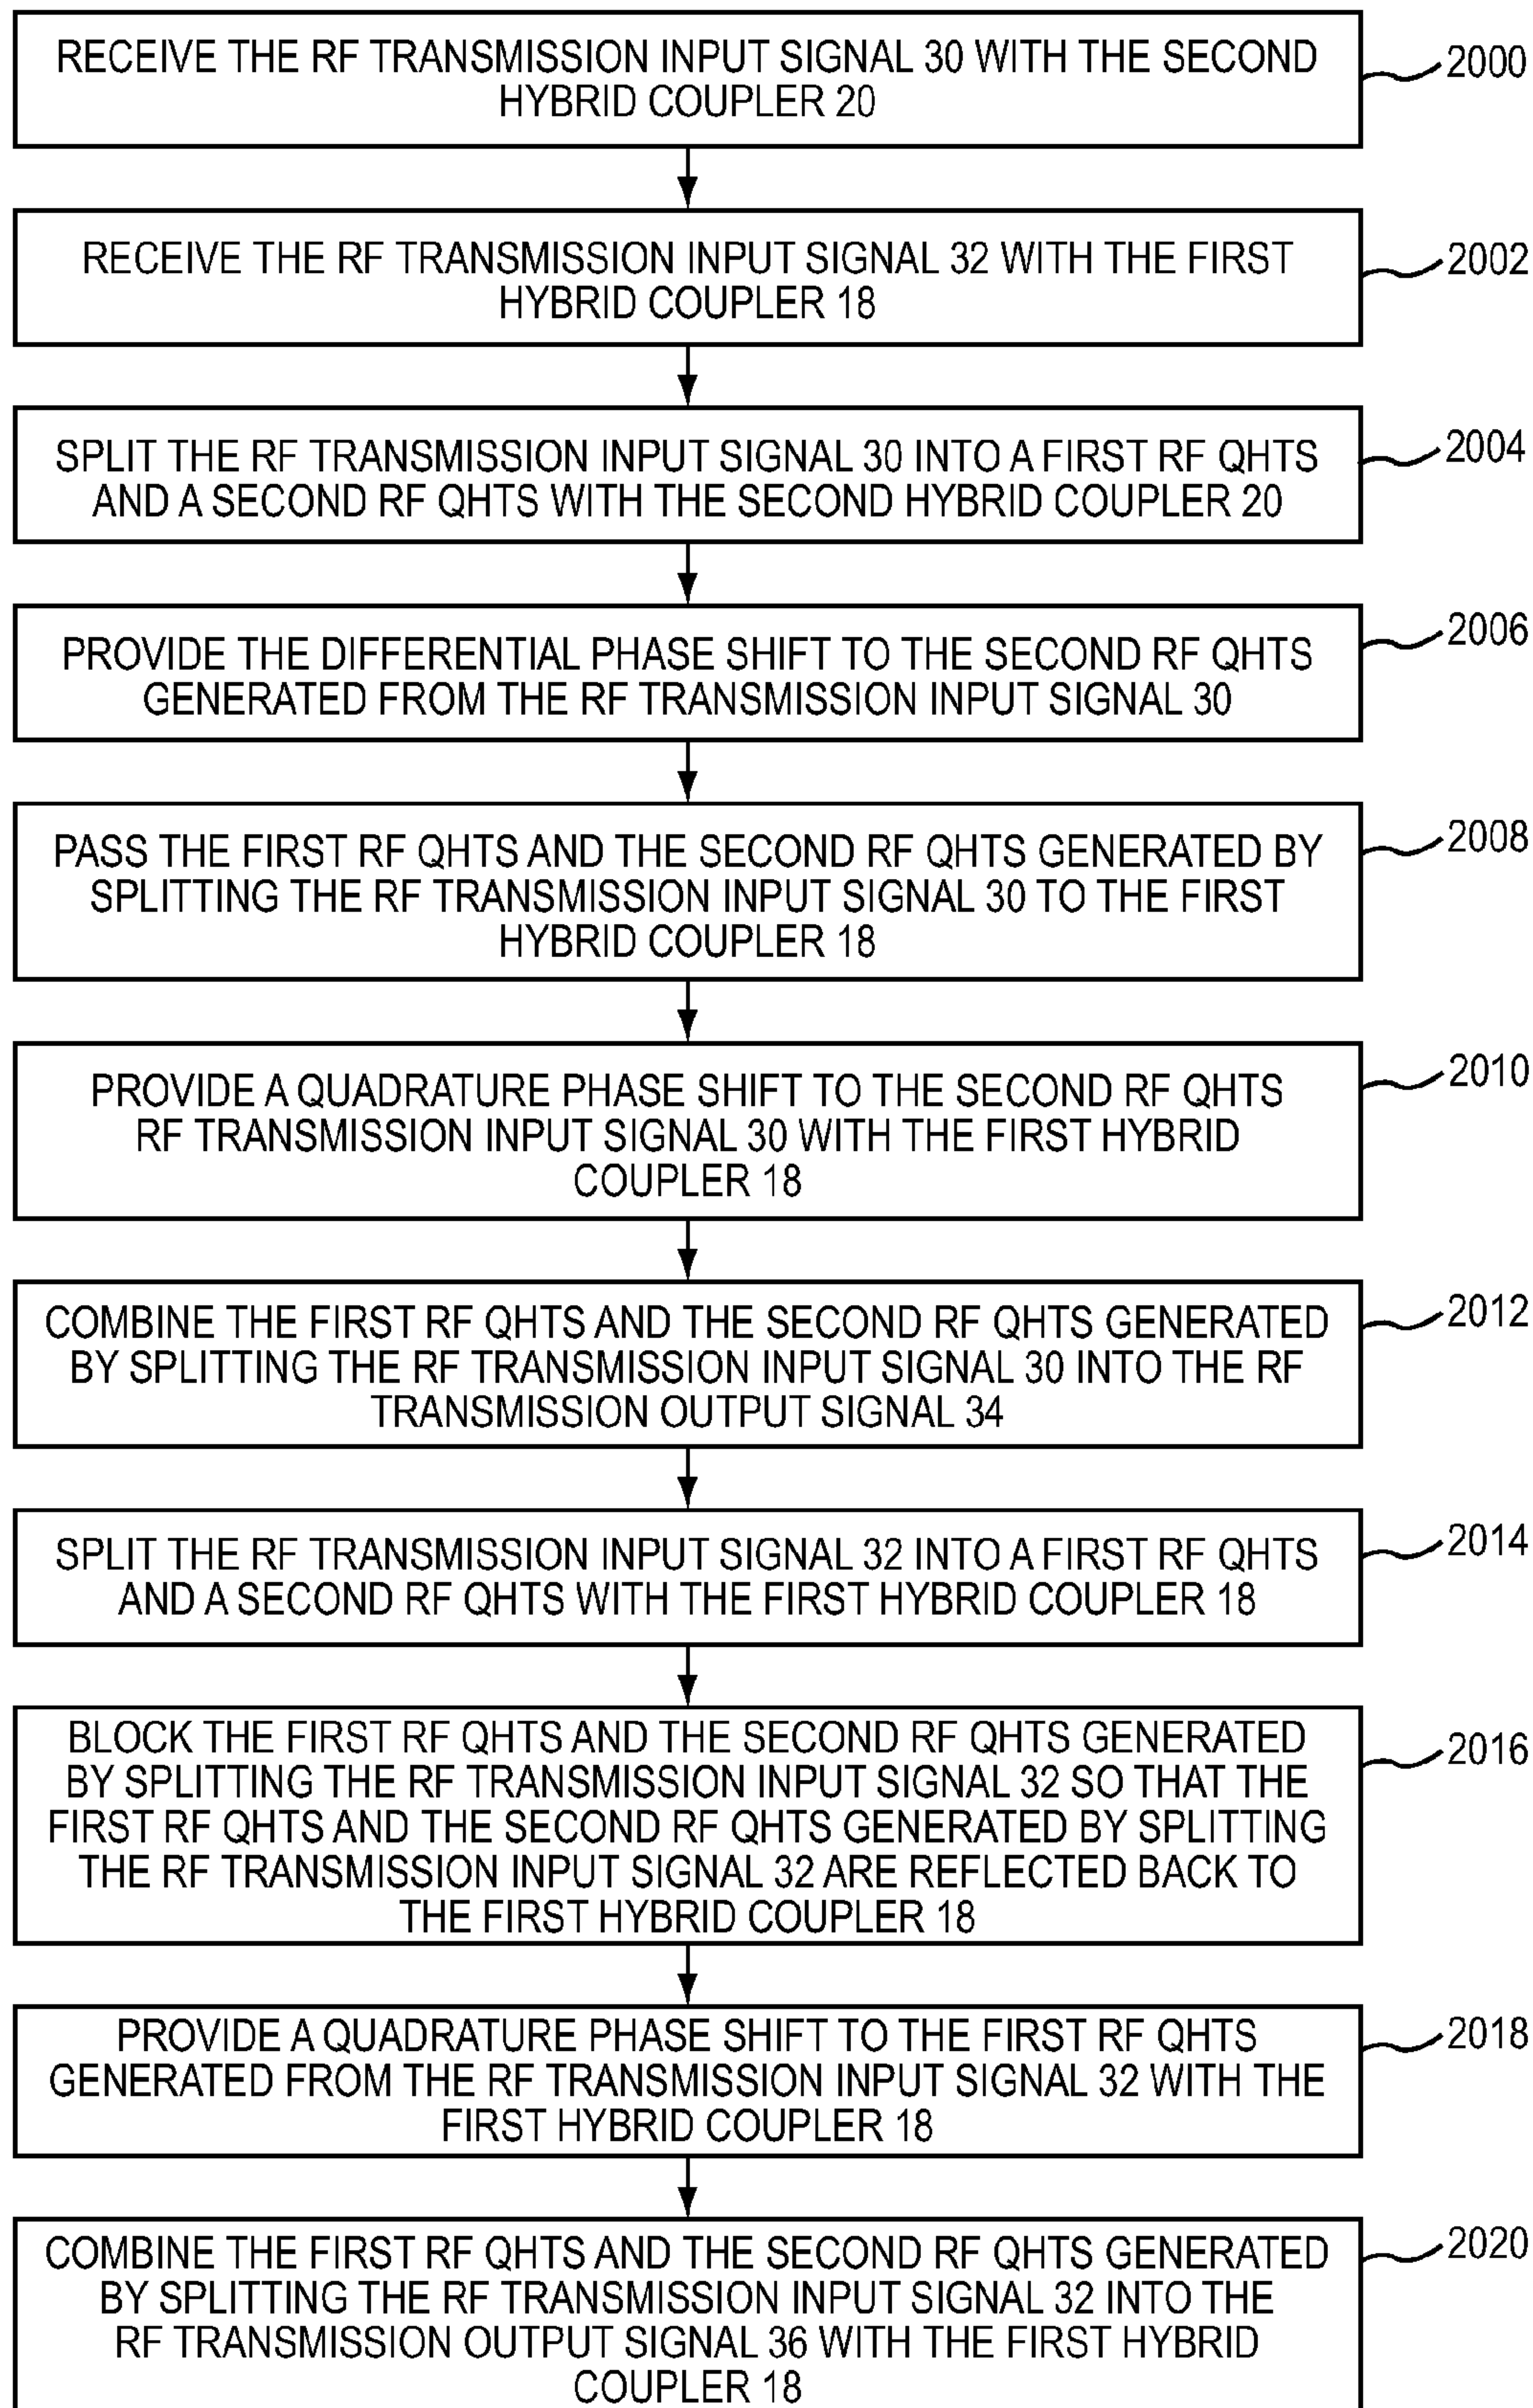 RECEIVE THE RF TRANSMISSION INPUT SIGNAL 30 WITH THE SECOND
HYBRID COUPLER 20
2000
RECEIVE THE RF TRANSMISSION INPUT SIGNAL 32 WITH THE FIRST
HYBRID COUPLER 18
2002
SPLIT THE RF TRANSMISSION INPUT SIGNAL 30 INTO A FIRST RF QHTS
AND A SECOND RF QHTS WITH THE SECOND HYBRID COUPLER 20
2004
PROVIDE THE DIFFERENTIAL PHASE SHIFT TO THE SECOND RF QHTS
GENERATED FROM THE RF TRANSMISSION INPUT SIGNAL 30
2006
PASS THE FIRST RF QHTS AND THE SECOND RF QHTS GENERATED BY
SPLITTING THE RF TRANSMISSION INPUT SIGNAL 30 TO THE FIRST
HYBRID COUPLER 18
2008
PROVIDE A QUADRATURE PHASE SHIFT TO THE SECOND RF QHTS
RF TRANSMISSION INPUT SIGNAL 30 WITH THE FIRST HYBRID
COUPLER 18
2010
COMBINE THE FIRST RF QHTS AND THE SECOND RF QHTS GENERATED
BY SPLITTING THE RF TRANSMISSION INPUT SIGNAL 30 INTO THE RF
TRANSMISSION OUTPUT SIGNAL 34
2012
SPLIT THE RF TRANSMISSION INPUT SIGNAL 32 INTO A FIRST RF QHTS
AND A SECOND RF QHTS WITH THE FIRST HYBRID COUPLER 18
2014
BLOCK THE FIRST RF QHTS AND THE SECOND RF QHTS GENERATED
BY SPLITTING THE RF TRANSMISSION INPUT SIGNAL 32 SO THAT THE
FIRST RF QHTS AND THE SECOND RF QHTS GENERATED BY SPLITTING
THE RF TRANSMISSION INPUT SIGNAL 32 ARE REFLECTED BACK TO
THE FIRST HYBRID COUPLER 18
2016
PROVIDE A QUADRATURE PHASE SHIFT TO THE FIRST RF QHTS
GENERATED FROM THE RF TRANSMISSION INPUT SIGNAL 32 WITH THE
FIRST HYBRID COUPLER 18
2018
COMBINE THE FIRST RF QHTS AND THE SECOND RF QHTS GENERATED
BY SPLITTING THE RF TRANSMISSION INPUT SIGNAL 32 INTO THE
RF TRANSMISSION OUTPUT SIGNAL 36 WITH THE FIRST HYBRID
COUPLER 18
2020